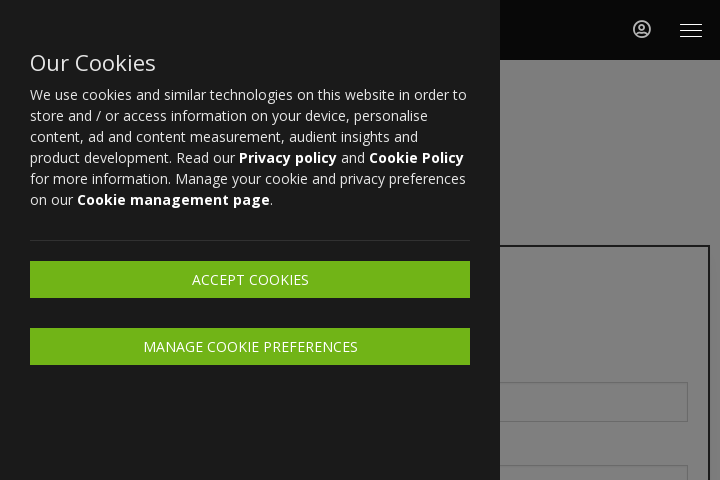 Our Cookies
We use cookies and similar technologies on this website in order to
store and / or access information on your device, personalise
content, ad and content measurement, audient insights and
product development. Read our Privacy policy and Cookie Policy
for more information. Manage your cookie and privacy preferences
on our Cookie management page.
ACCEPT COOKIES
MANAGE COOKIE PREFERENCES